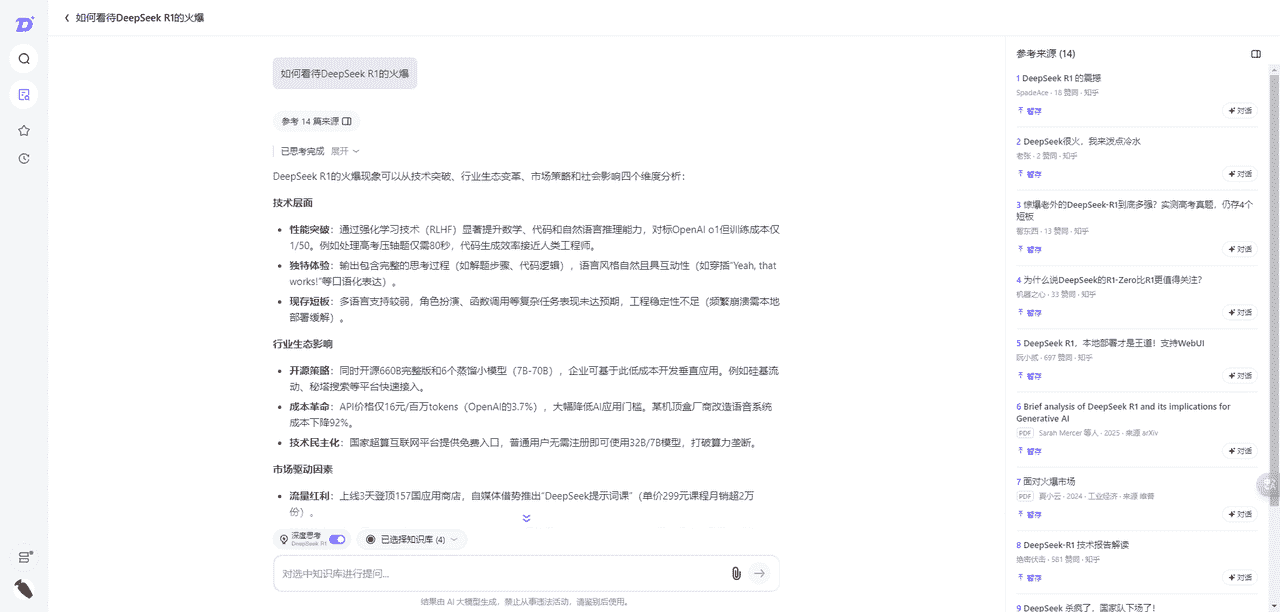 如何看待DeepSeek R1的火爆
如何看待DeepSeek R1的火爆
参考 14 篇来源
已思考完成 展开
DeepSeek R1的火爆现象可以从技术突破、行业生态变革、市场策略和社会影响四个维度分析：
技术层面
性能突破：通过强化学习技术（RLHF）显著提升数学、代码和自然语言推理能力，对标OpenAI o1但训练成本仅
1/50。例如处理高考压轴题仅需80秒，代码生成效率接近人类工程师。
独特体验：输出包含完整的思考过程（如解题步骤、代码逻辑），语言风格自然且具互动性（如穿插“Yeah, that
works!”等口语化表达）。
现存短板：多语言支持较弱，角色扮演、函数调用等复杂任务表现未达预期，工程稳定性不足（频繁崩溃需本地
部署缓解）。
行业生态影响
开源策略：同时开源660B完整版和6个蒸馏小模型（7B-70B），企业可基于此低成本开发垂直应用。例如硅基流
动、秘塔搜索等平台快速接入。
成本革命：API价格仅16元/百万tokens（OpenAI的3.7%），大幅降低AI应用门槛。某机顶盒厂商改造语音系统
成本下降92%。
技术民主化：国家超算互联网平台提供免费入口，普通用户无需注册即可使用32B/7B模型，打破算力垄断。
市场驱动因素
流量红利：上线3天登顶157国应用商店，自媒体借势推出“DeepSeek提示词课”（单价299元课程月销超2万
份）。
深度思考
DeepSeek R1
已选择知识库 (4)
对选中知识库进行提问...
结果由 AI 大模型生成，禁止从事违法活动，请鉴别后使用。
参考来源 (14)
1 DeepSeek R1 的震撼
SpadeAce · 18 赞同 · 知乎
暂存 对话
2 DeepSeek很火，我来泼点冷水
老张 · 2 赞同 · 知乎
暂存 对话
3 惊爆老外的DeepSeek-R1到底多强？实测高考真题，仍存4个
短板
智东西 · 13 赞同 · 知乎
暂存 对话
4 为什么说DeepSeek的R1-Zero比R1更值得关注？
机器之心 · 33 赞同 · 知乎
暂存 对话
5 DeepSeek R1，本地部署才是王道！支持WebUI
阮小贰 · 697 赞同 · 知乎
暂存 对话
6 Brief analysis of DeepSeek R1 and its implications for
Generative AI
PDF Sarah Mercer 等人 · 2025 · 来源 arXiv
暂存 对话
7 面对火爆市场
PDF 夏小云 · 2024 · 工业经济 · 来源 维普
暂存 对话
8 DeepSeek-R1 技术报告解读
绝密伏击 · 581 赞同 · 知乎
暂存 对话
9 DeepSeek 杀疯了，国家队下场了！